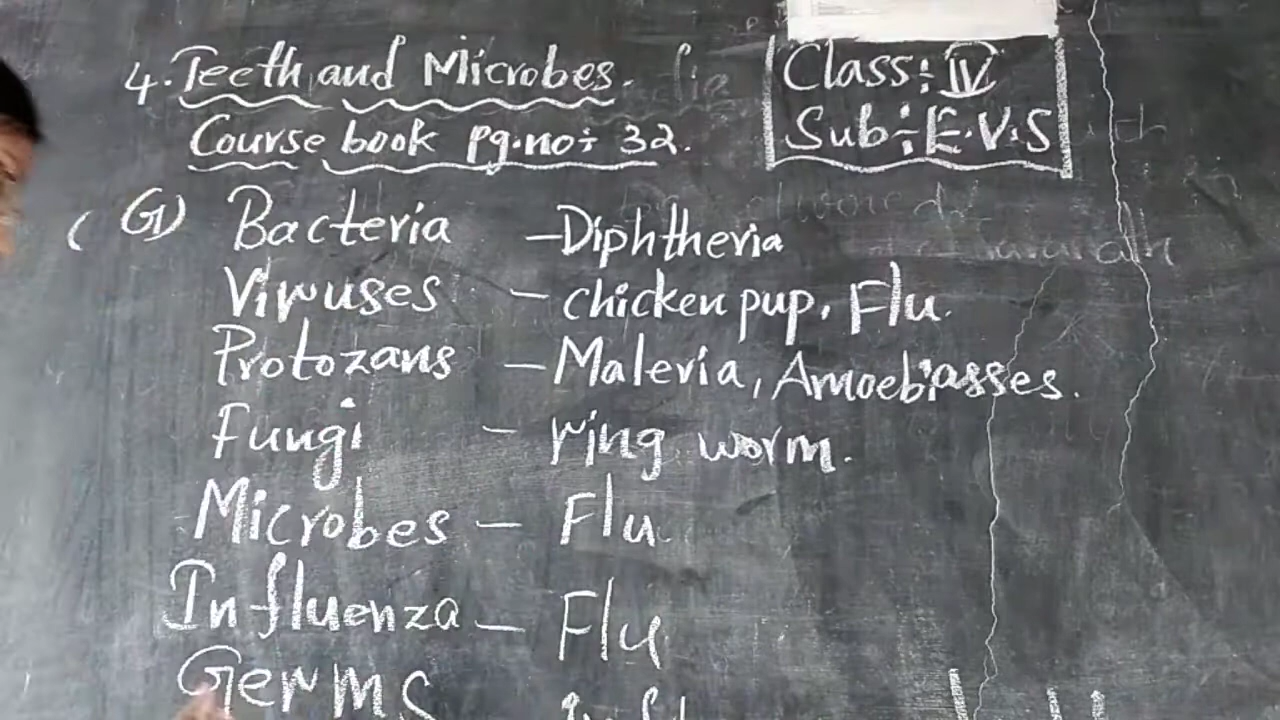 4. Teeth and Microbes.
Course book pg.no÷ 32.
Class÷ IV
Sub÷ E.V.S
(G) Bacteria - Diphtheria
Viruses - chicken pup, Flu.
Protozans - Maleria, Amoebiasses.
Fungi - ring worm.
Microbes - Flu
Influenza - Flu
Germs